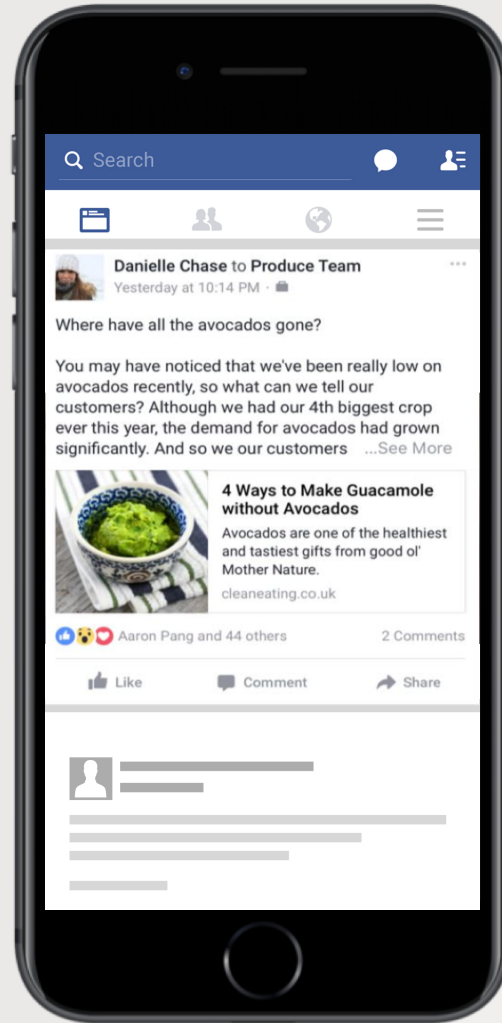 Search
Danielle Chase to Produce Team
Yesterday at 10:14 PM ·
Where have all the avocados gone?
You may have noticed that we've been really low on
avocados recently, so what can we tell our
customers? Although we had our 4th biggest crop
ever this year, the demand for avocados had grown
significantly. And so we our customers ...See More
4 Ways to Make Guacamole
without Avocados
Avocados are one of the healthiest
and tastiest gifts from good ol'
Mother Nature.
cleaneating.co.uk
Aaron Pang and 44 others 2 Comments
Like Comment Share